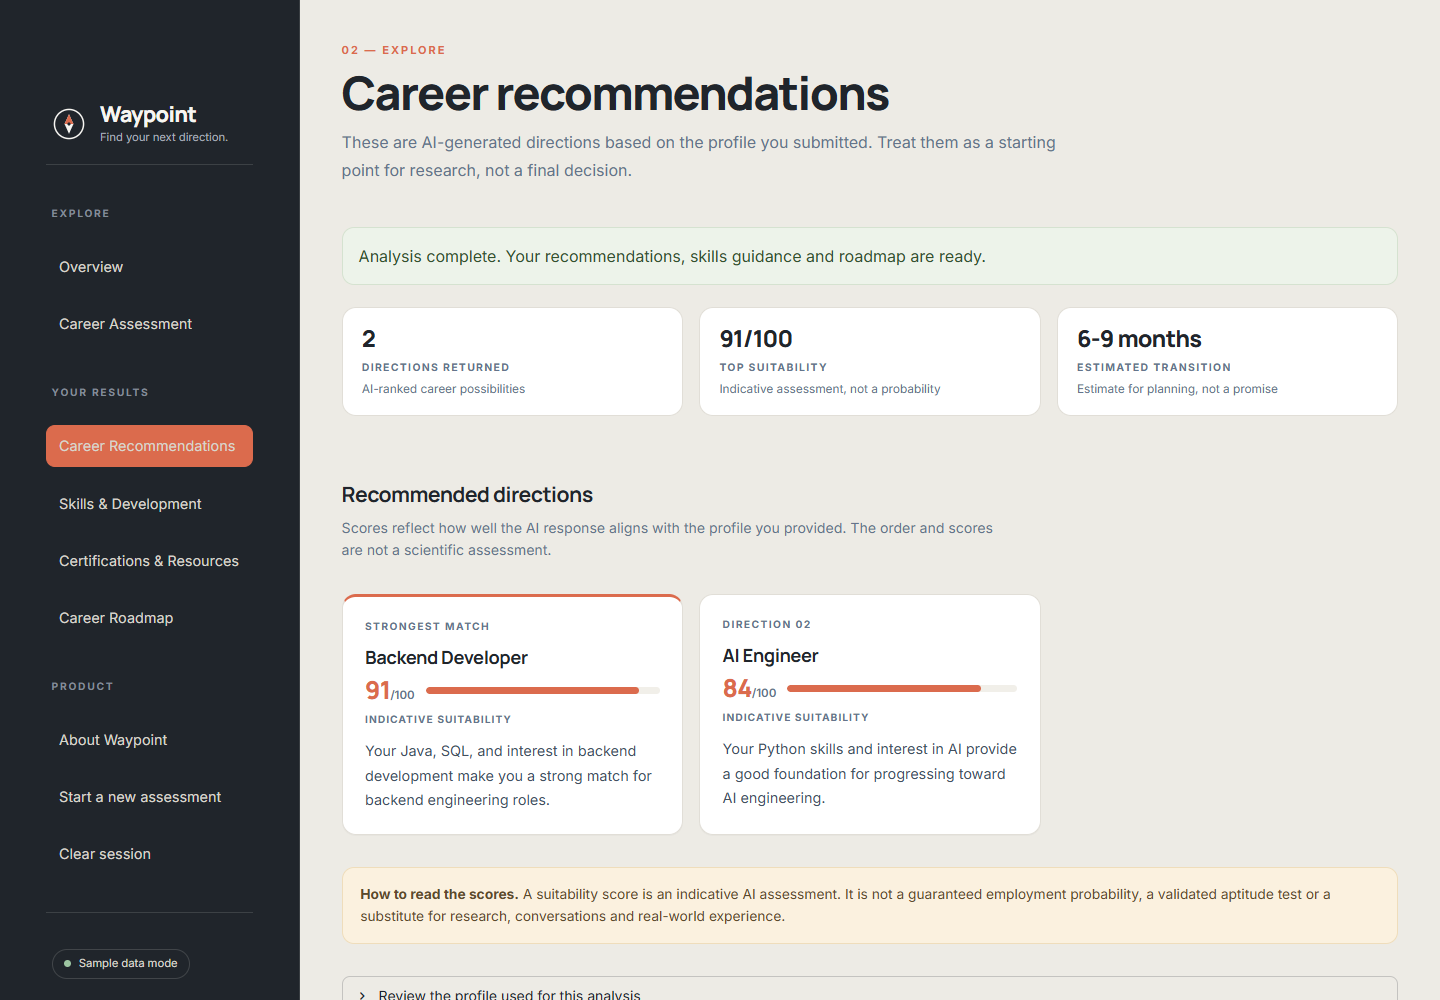 Waypoint
Find your next direction.
EXPLORE
Overview
Career Assessment
YOUR RESULTS
Career Recommendations
Skills & Development
Certifications & Resources
Career Roadmap
PRODUCT
About Waypoint
Start a new assessment
Clear session
Sample data mode
02 — EXPLORE
Career recommendations
These are AI-generated directions based on the profile you submitted. Treat them as a starting
point for research, not a final decision.
Analysis complete. Your recommendations, skills guidance and roadmap are ready.
2
DIRECTIONS RETURNED
AI-ranked career possibilities
91/100
TOP SUITABILITY
Indicative assessment, not a probability
6-9 months
ESTIMATED TRANSITION
Estimate for planning, not a promise
Recommended directions
Scores reflect how well the AI response aligns with the profile you provided. The order and scores
are not a scientific assessment.
STRONGEST MATCH
Backend Developer
91/100
INDICATIVE SUITABILITY
Your Java, SQL, and interest in backend
development make you a strong match for
backend engineering roles.
DIRECTION 02
AI Engineer
84/100
INDICATIVE SUITABILITY
Your Python skills and interest in AI provide
a good foundation for progressing toward
AI engineering.
How to read the scores. A suitability score is an indicative AI assessment. It is not a guaranteed employment probability, a validated aptitude test or a
substitute for research, conversations and real-world experience.
Review the profile used for this analysis